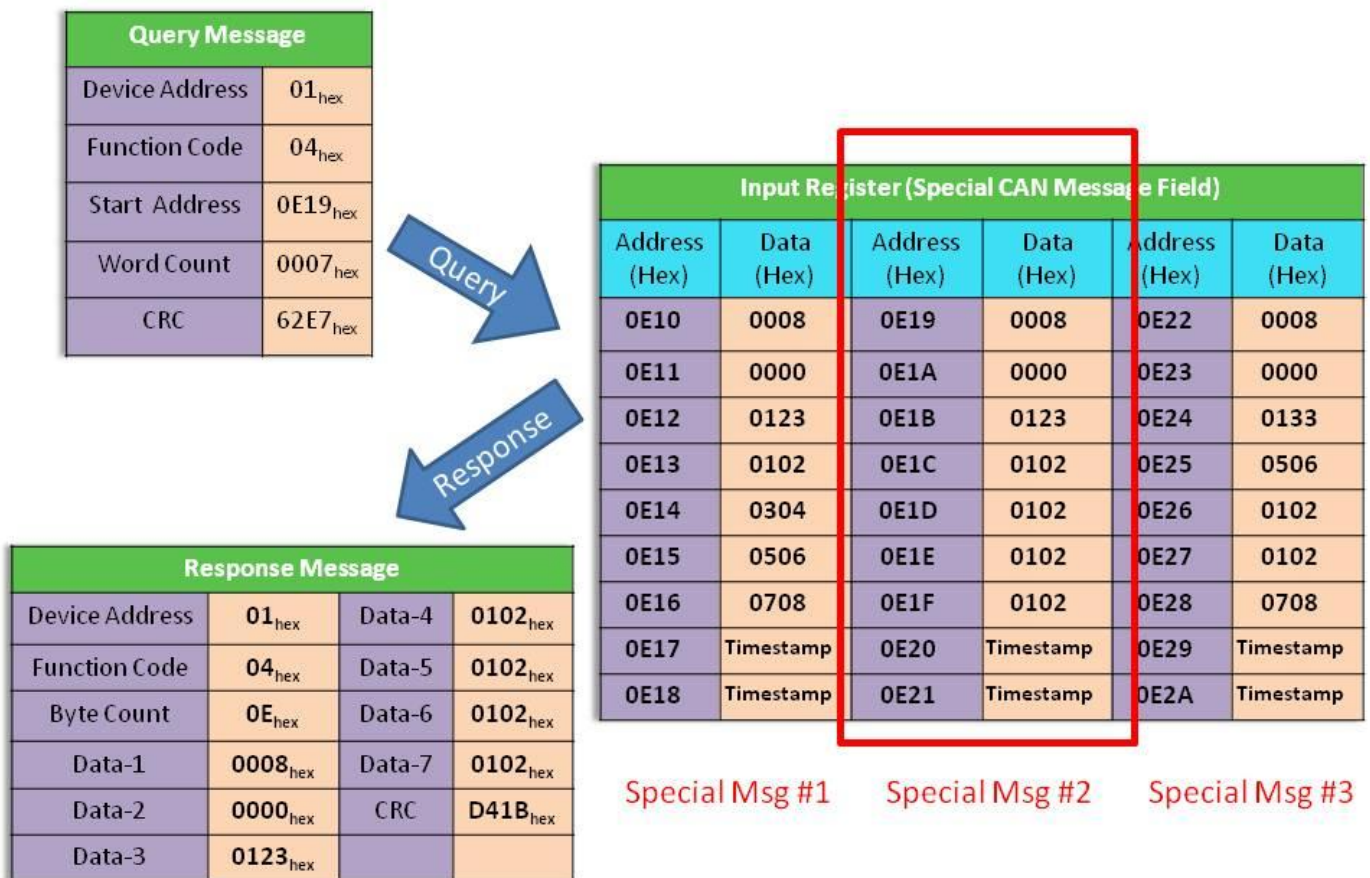 Query Message
Device Address 01hex
Function Code 04hex
Start Address 0E19hex
Word Count 0007hex
CRC 62E7hex
Query
Response
Input Register (Special CAN Message Field)
Address (Hex) Data (Hex) Address (Hex) Data (Hex) Address (Hex) Data (Hex)
0E10 0008 0E19 0008 0E22 0008
0E11 0000 0E1A 0000 0E23 0000
0E12 0123 0E1B 0123 0E24 0133
0E13 0102 0E1C 0102 0E25 0506
0E14 0304 0E1D 0102 0E26 0102
0E15 0506 0E1E 0102 0E27 0102
0E16 0708 0E1F 0102 0E28 0708
0E17 Timestamp 0E20 Timestamp 0E29 Timestamp
0E18 Timestamp 0E21 Timestamp 0E2A Timestamp
Special Msg #1 Special Msg #2 Special Msg #3
Response Message
Device Address 01hex Data-4 0102hex
Function Code 04hex Data-5 0102hex
Byte Count 0Ehex Data-6 0102hex
Data-1 0008hex Data-7 0102hex
Data-2 0000hex CRC D41Bhex
Data-3 0123hex